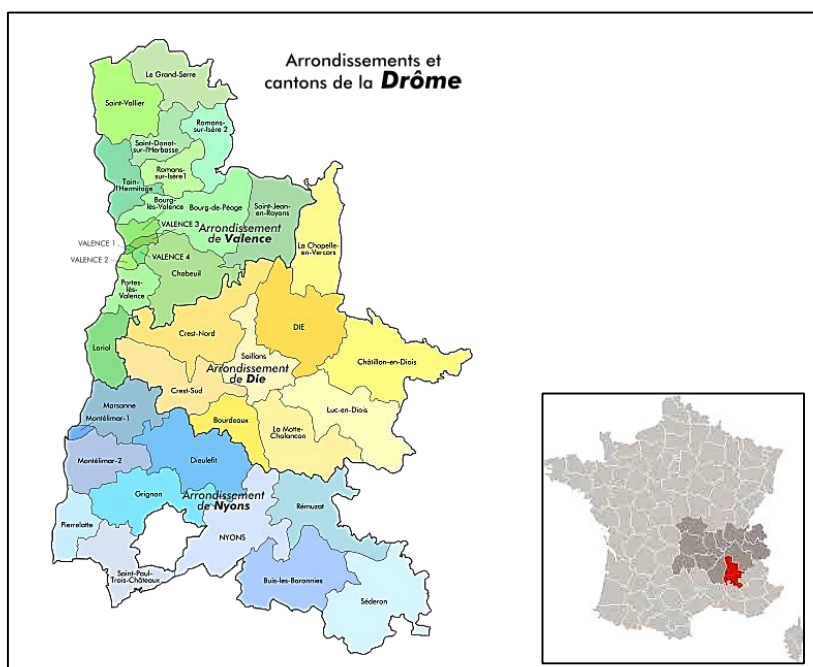 Arrondissements et
cantons de la Drôme
Le Grand-Serre
Saint-Vallier
Romans-
sur-Isère 2
Saint-Donat-
sur-l'Herbasse
Romans-
sur-Isère1
Tain-
l'Hermitage
Bourg-
lès-Valence
Bourg-de-Péage
Saint-Jean-
en-Royans
VALENCE 3
Arrondissement
de Valence
VALENCE 1
VALENCE 2
VALENCE 4
La Chapelle-
en-Vercors
Chabeuil
Portes-
lès-
Valence
Crest-Nord
DIE
Loriol
Saillans
Châtillon-en-Diois
Arrondissement
de Die
Crest-Sud
Luc-en-Diois
Marsanne
Bourdeaux
Montélimar-1
La Motte-
Chalancon
Montélimar-2
Dieulefit
Grignan
Arrondissement
de Nyons
Rémuzat
Pierrelatte
NYONS
Saint-Paul-
Trois-Châteaux
Buis-les-Baronnies
Séderon